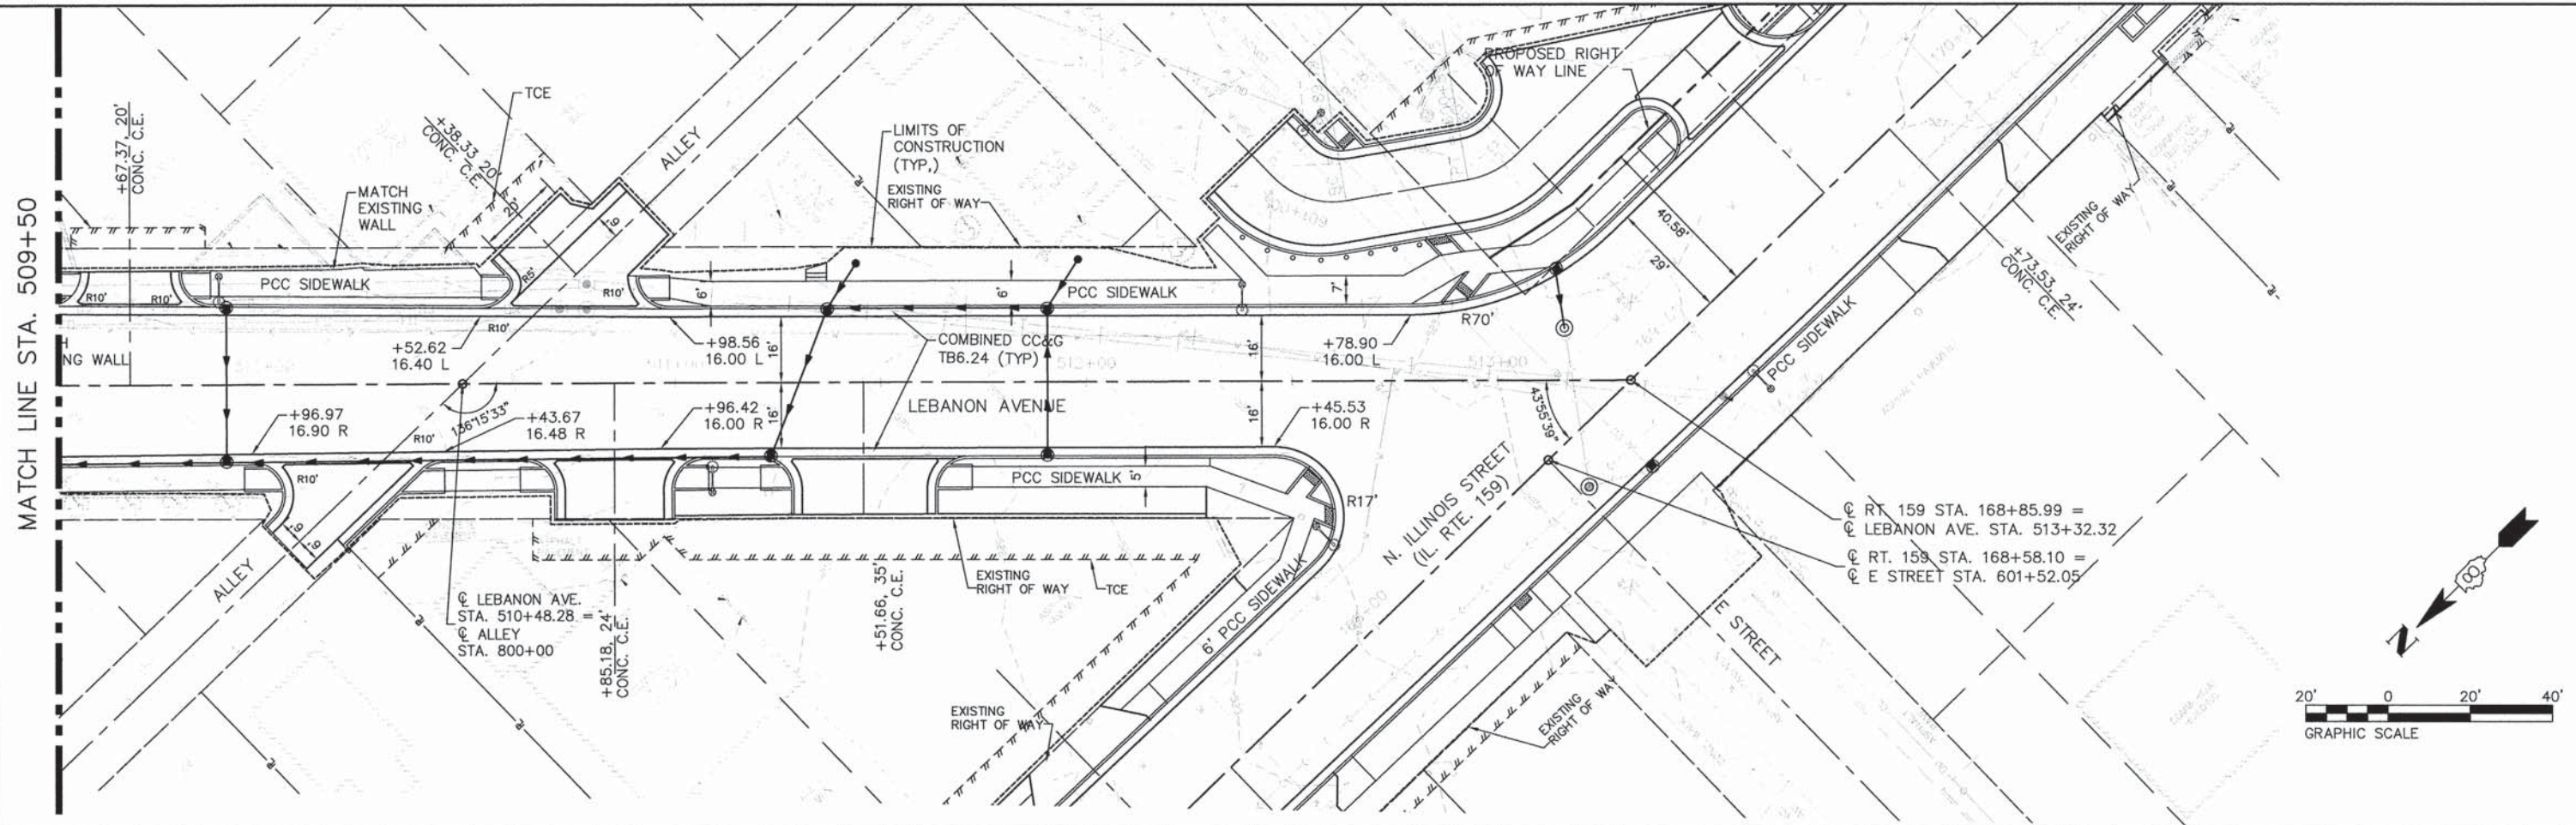 MATCH LINE STA. 509+50
+67.37, 20'
CONC. C.E.
MATCH
EXISTING
WALL
+38.33, 20'
CONC. C.E.
TCE
20'
ALLEY
9'
LIMITS OF
CONSTRUCTION
(TYP,)
EXISTING
RIGHT OF WAY
PROPOSED RIGHT
OF WAY LINE
R10'
R10'
PCC SIDEWALK
R5'
R10'
R10'
6'
6'
PCC SIDEWALK
7'
R70'
40.58'
29'
EXISTING
RIGHT OF WAY
+73.53, 24'
CONC. C.E.
PCC SIDEWALK
NG WALL
+52.62
16.40 L
+98.56
16.00 L
16'
COMBINED CC&G
TB6.24 (TYP)
512+00
16'
+78.90
16.00 L
513+00
+96.97
16.90 R
136°15'33"
R10'
+43.67
16.48 R
+96.42
16.00 R
16'
LEBANON AVENUE
16'
+45.53
16.00 R
43°55'39"
R10'
9'
9'
PCC SIDEWALK
5'
R17'
N. ILLINOIS STREET
(IL. RTE. 159)
℄ RT. 159 STA. 168+85.99 =
℄ LEBANON AVE. STA. 513+32.32
℄ RT. 159 STA. 168+58.10 =
℄ E STREET STA. 601+52.05
ALLEY
℄ LEBANON AVE.
STA. 510+48.28 =
℄ ALLEY
STA. 800+00
+85.18, 24'
CONC. C.E.
+51.66, 35'
CONC. C.E.
EXISTING
RIGHT OF WAY
TCE
6' PCC SIDEWALK
E STREET
EXISTING
RIGHT OF WAY
EXISTING
RIGHT OF WAY
N
20' 0 20' 40'
GRAPHIC SCALE